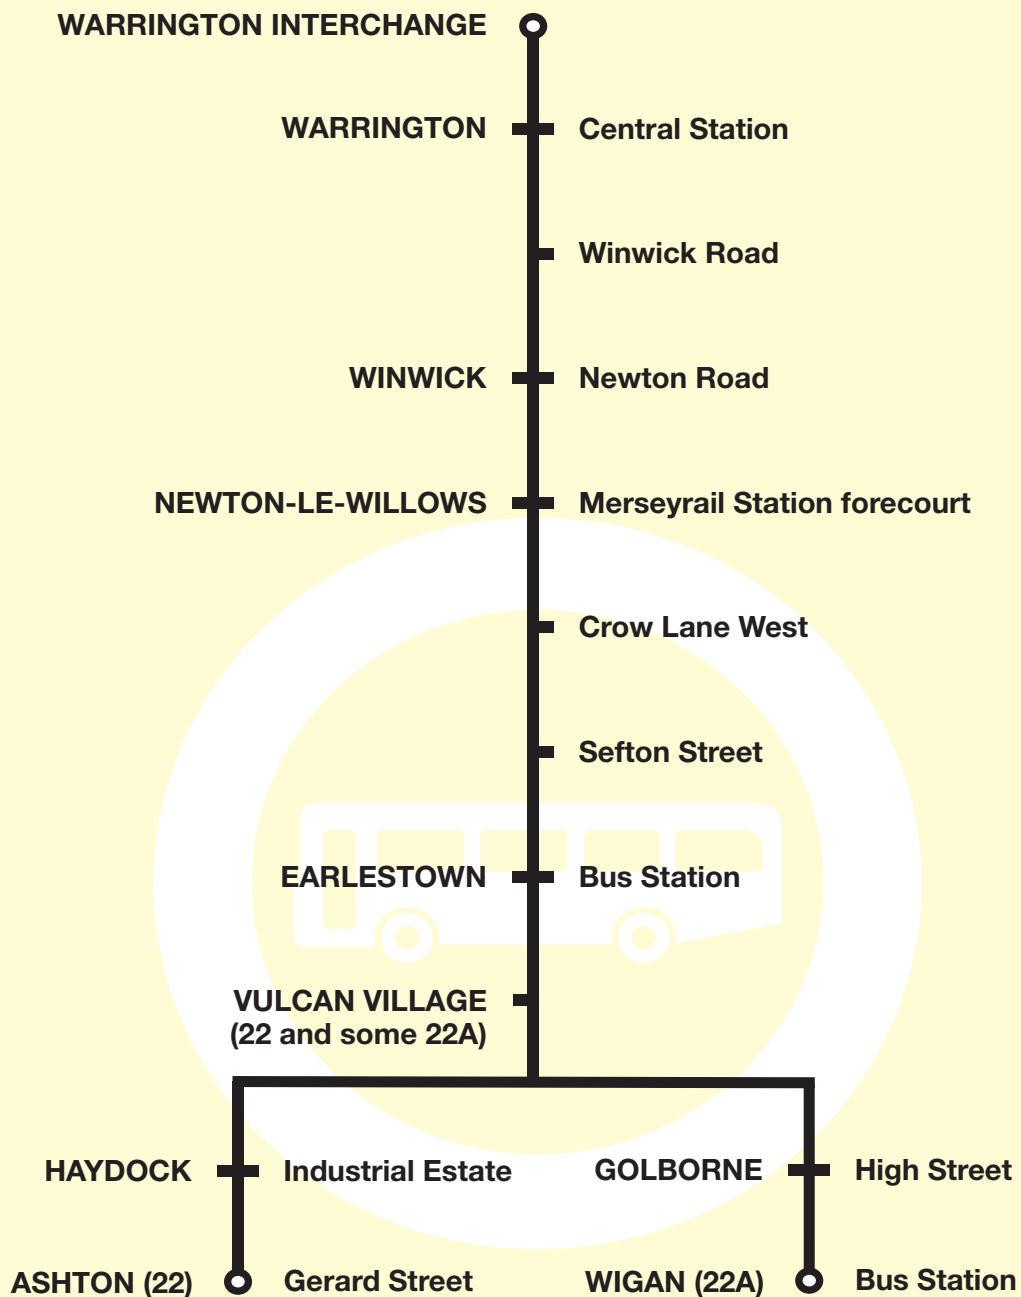 WARRINGTON INTERCHANGE
WARRINGTON Central Station
Winwick Road
WINWICK Newton Road
NEWTON-LE-WILLOWS Merseyrail Station forecourt
Crow Lane West
Sefton Street
EARLESTOWN Bus Station
VULCAN VILLAGE
(22 and some 22A)
HAYDOCK Industrial Estate GOLBORNE High Street
ASHTON (22) Gerard Street WIGAN (22A) Bus Station